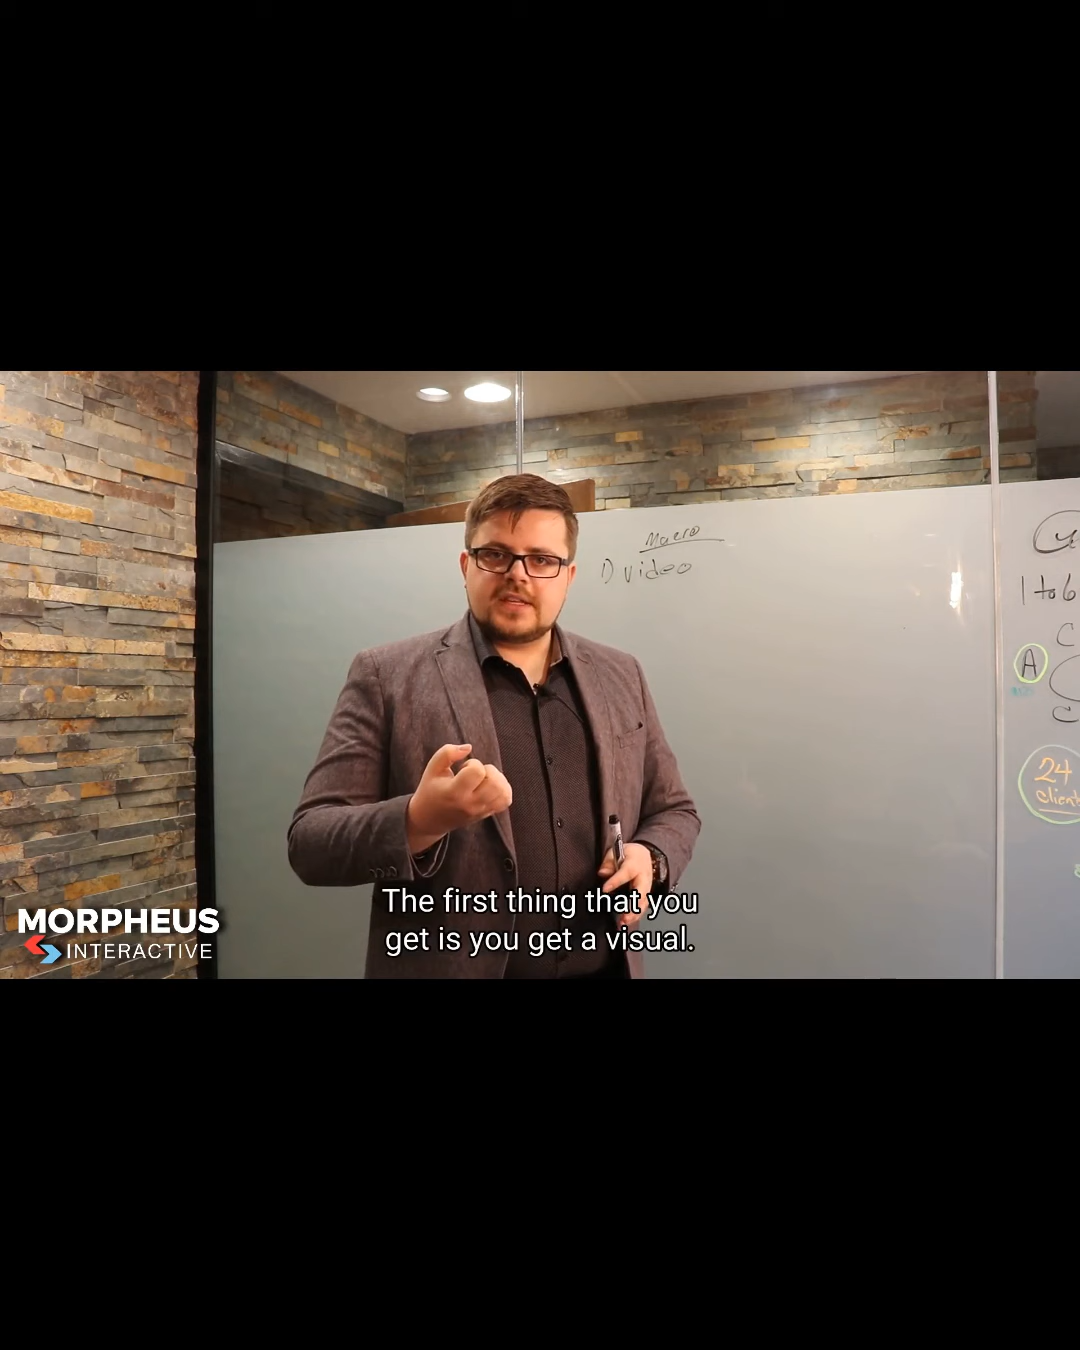 Macro
1) video
1 to 6
C
A
C
24
The first thing that you
get is you get a visual.
MORPHEUS
INTERACTIVE